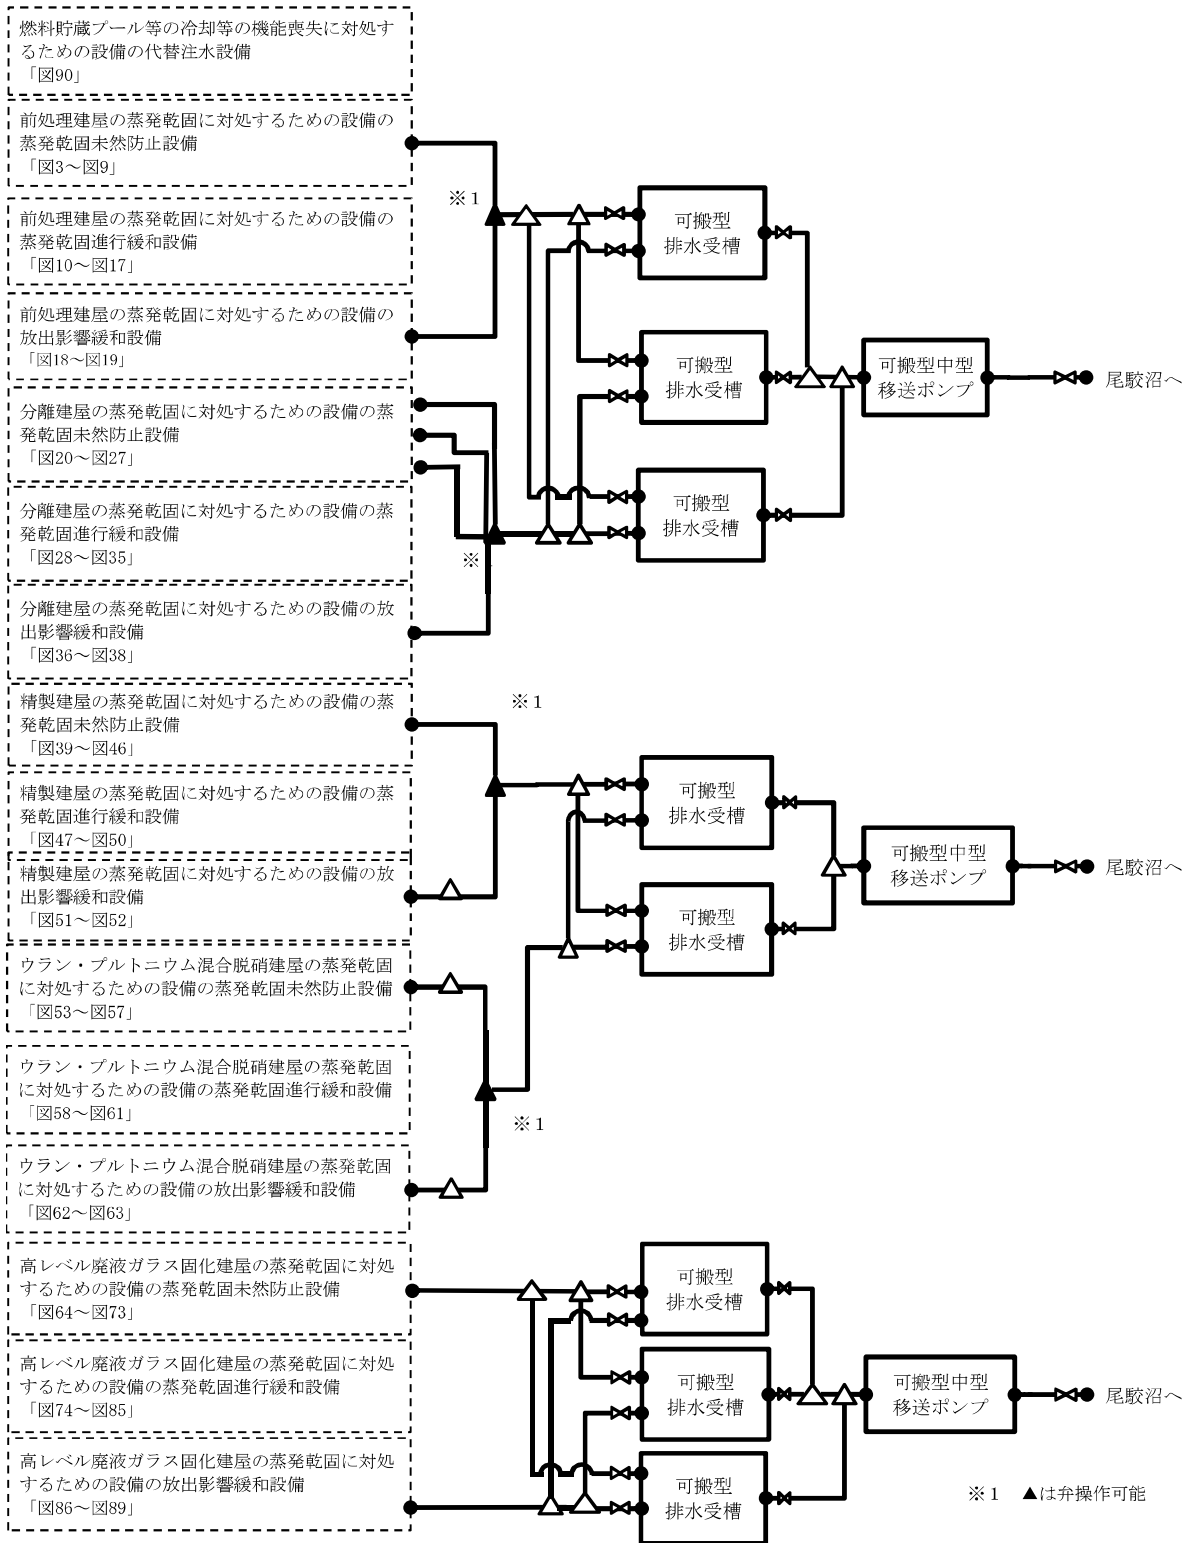 燃料貯蔵プール等の冷却等の機能喪失に対処す
るための設備の代替注水設備
「図90」
前処理建屋の蒸発乾固に対処するための設備の
蒸発乾固未然防止設備
「図3～図9」
※1
前処理建屋の蒸発乾固に対処するための設備の
蒸発乾固進行緩和設備
「図10～図17」
可搬型
排水受槽
前処理建屋の蒸発乾固に対処するための設備の
放出影響緩和設備
「図18～図19」
可搬型
排水受槽
可搬型中型
移送ポンプ
尾駮沼へ
分離建屋の蒸発乾固に対処するための設備の蒸
発乾固未然防止設備
「図20～図27」
可搬型
排水受槽
分離建屋の蒸発乾固に対処するための設備の蒸
発乾固進行緩和設備
「図28～図35」
※
分離建屋の蒸発乾固に対処するための設備の放
出影響緩和設備
「図36～図38」
精製建屋の蒸発乾固に対処するための設備の蒸
発乾固未然防止設備
「図39～図46」
※1
精製建屋の蒸発乾固に対処するための設備の蒸
発乾固進行緩和設備
「図47～図50」
可搬型
排水受槽
精製建屋の蒸発乾固に対処するための設備の放
出影響緩和設備
「図51～図52」
可搬型
排水受槽
可搬型中型
移送ポンプ
尾駮沼へ
ウラン・プルトニウム混合脱硝建屋の蒸発乾固
に対処するための設備の蒸発乾固未然防止設備
「図53～図57」
ウラン・プルトニウム混合脱硝建屋の蒸発乾固
に対処するための設備の蒸発乾固進行緩和設備
「図58～図61」
※1
ウラン・プルトニウム混合脱硝建屋の蒸発乾固
に対処するための設備の放出影響緩和設備
「図62～図63」
高レベル廃液ガラス固化建屋の蒸発乾固に対処
するための設備の蒸発乾固未然防止設備
「図64～図73」
可搬型
排水受槽
高レベル廃液ガラス固化建屋の蒸発乾固に対処
するための設備の蒸発乾固進行緩和設備
「図74～図85」
可搬型
排水受槽
可搬型中型
移送ポンプ
尾駮沼へ
高レベル廃液ガラス固化建屋の蒸発乾固に対処
するための設備の放出影響緩和設備
「図86～図89」
可搬型
排水受槽
※1 ▲は弁操作可能